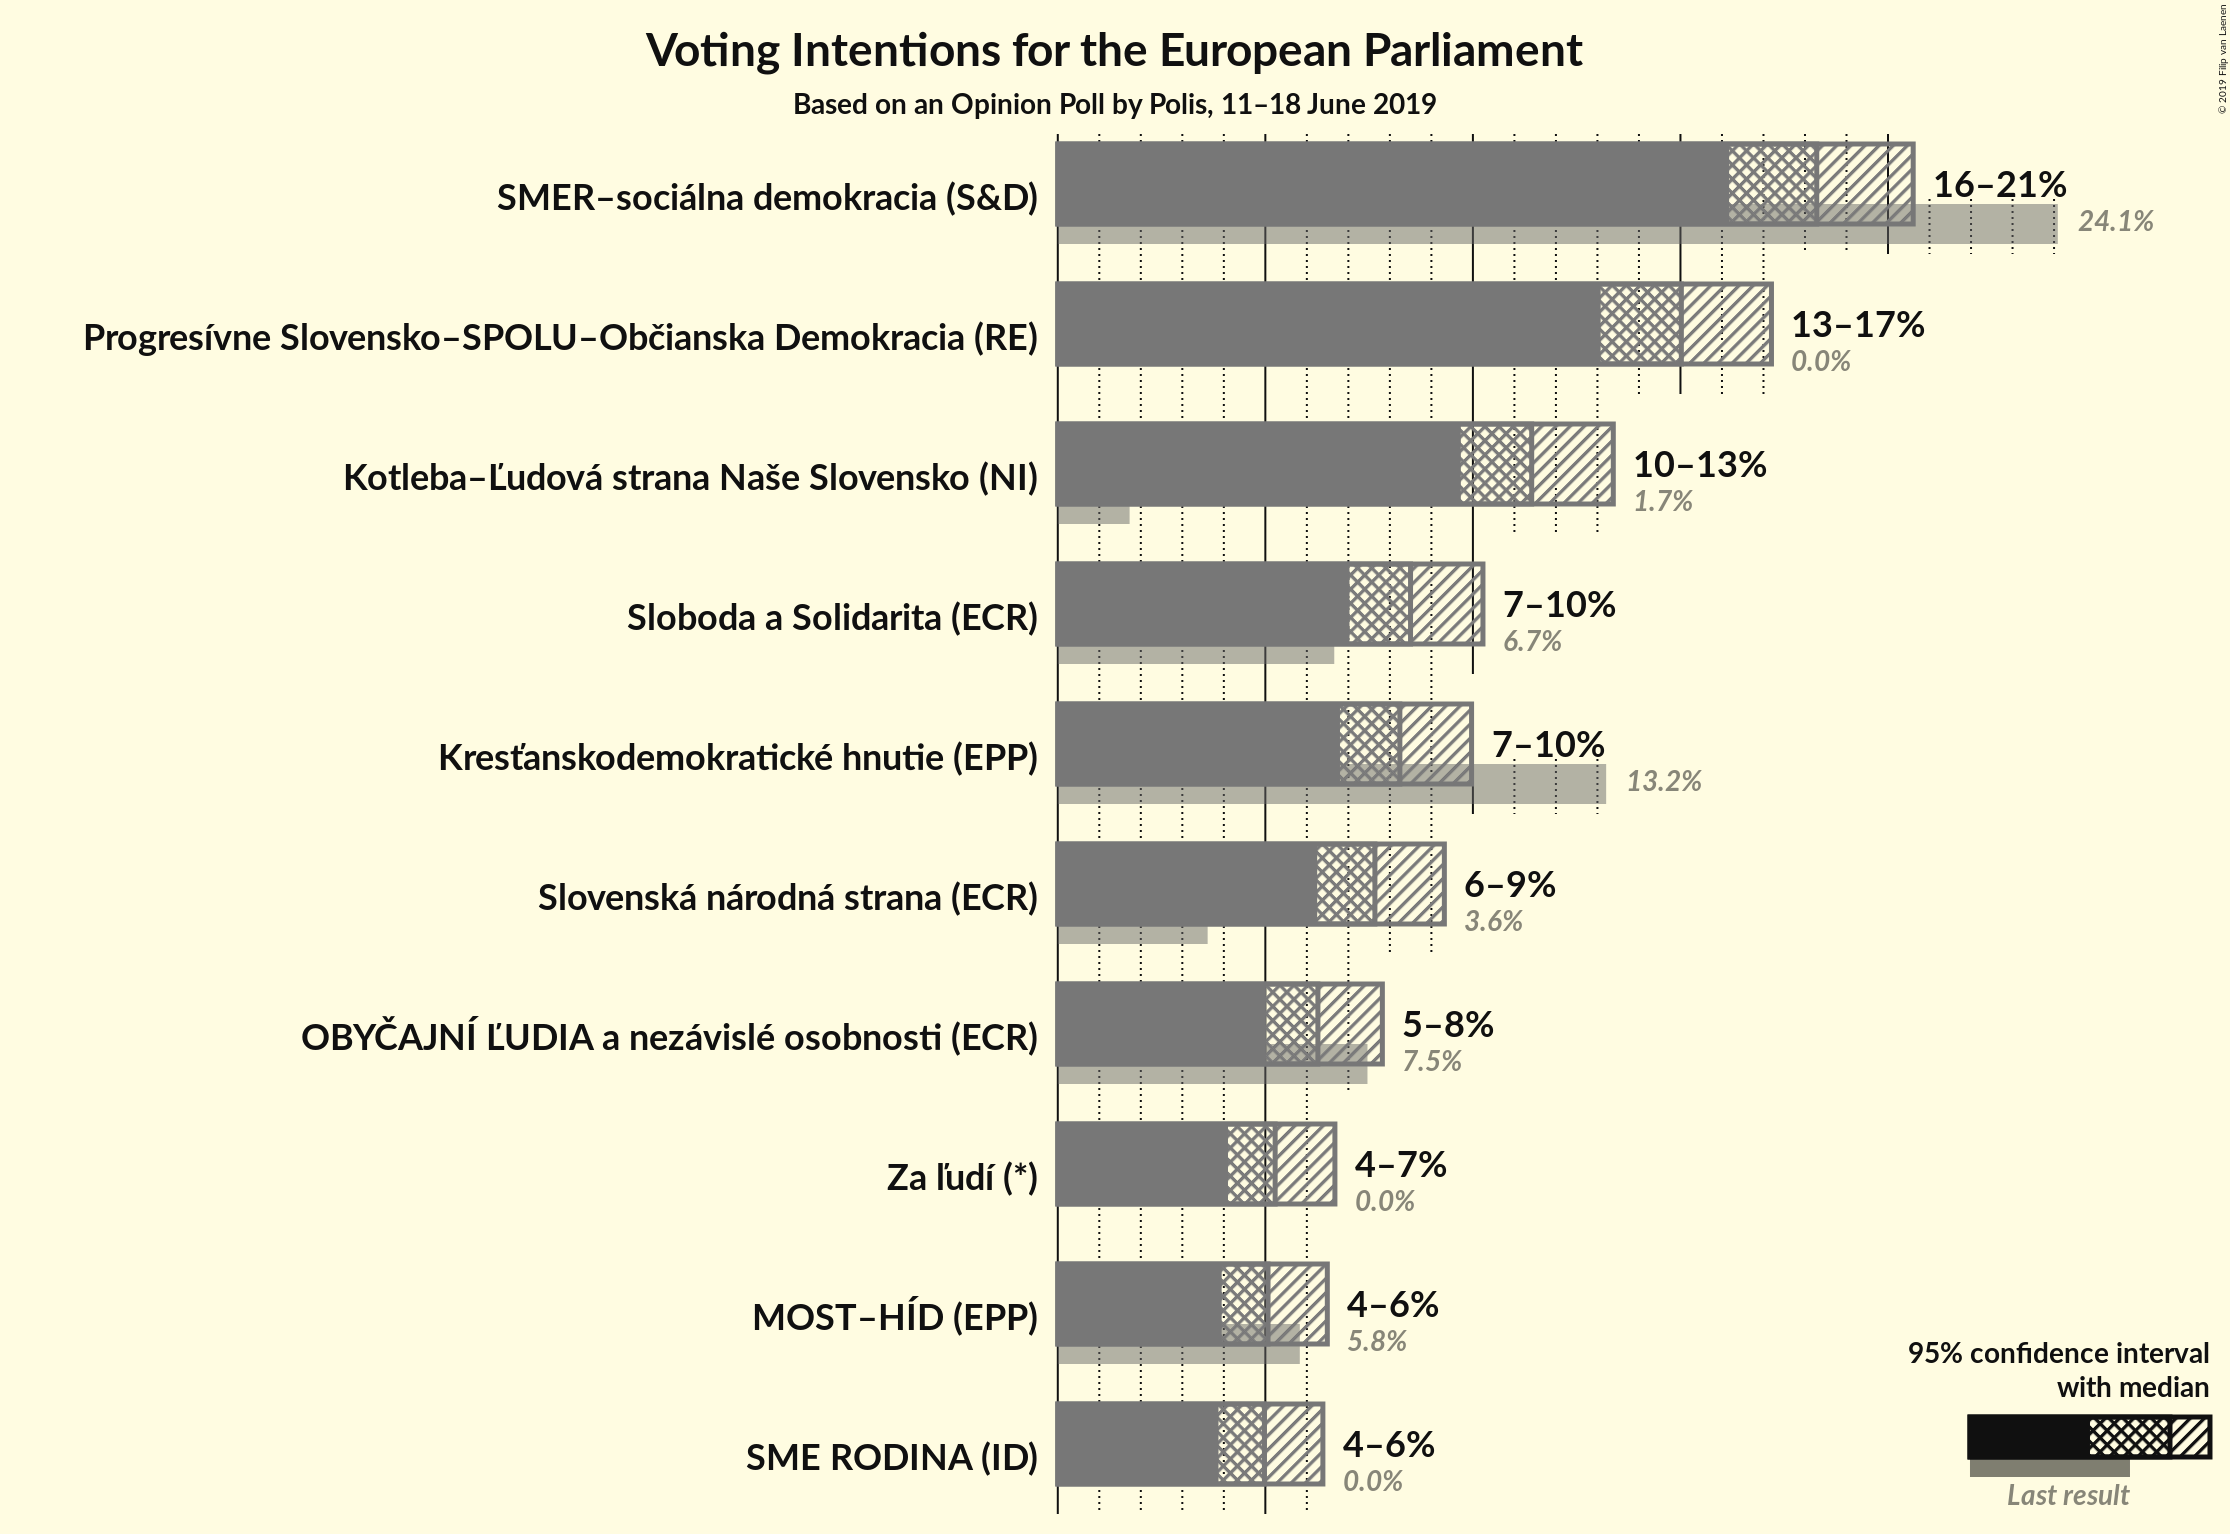 Voting Intentions for the European Parliament
Based on an Opinion Poll by Polis, 11–18 June 2019
© 2019 Filip van Laenen
SMER–sociálna demokracia (S&D)
16–21%
24.1%
Progresívne Slovensko–SPOLU–Občianska Demokracia (RE)
13–17%
0.0%
Kotleba–Ľudová strana Naše Slovensko (NI)
10–13%
1.7%
Sloboda a Solidarita (ECR)
7–10%
6.7%
Kresťanskodemokratické hnutie (EPP)
7–10%
13.2%
Slovenská národná strana (ECR)
6–9%
3.6%
OBYČAJNÍ ĽUDIA a nezávislé osobnosti (ECR)
5–8%
7.5%
Za ľudí (*)
4–7%
0.0%
MOST–HÍD (EPP)
4–6%
5.8%
SME RODINA (ID)
4–6%
0.0%
95% confidence interval
with median
Last result